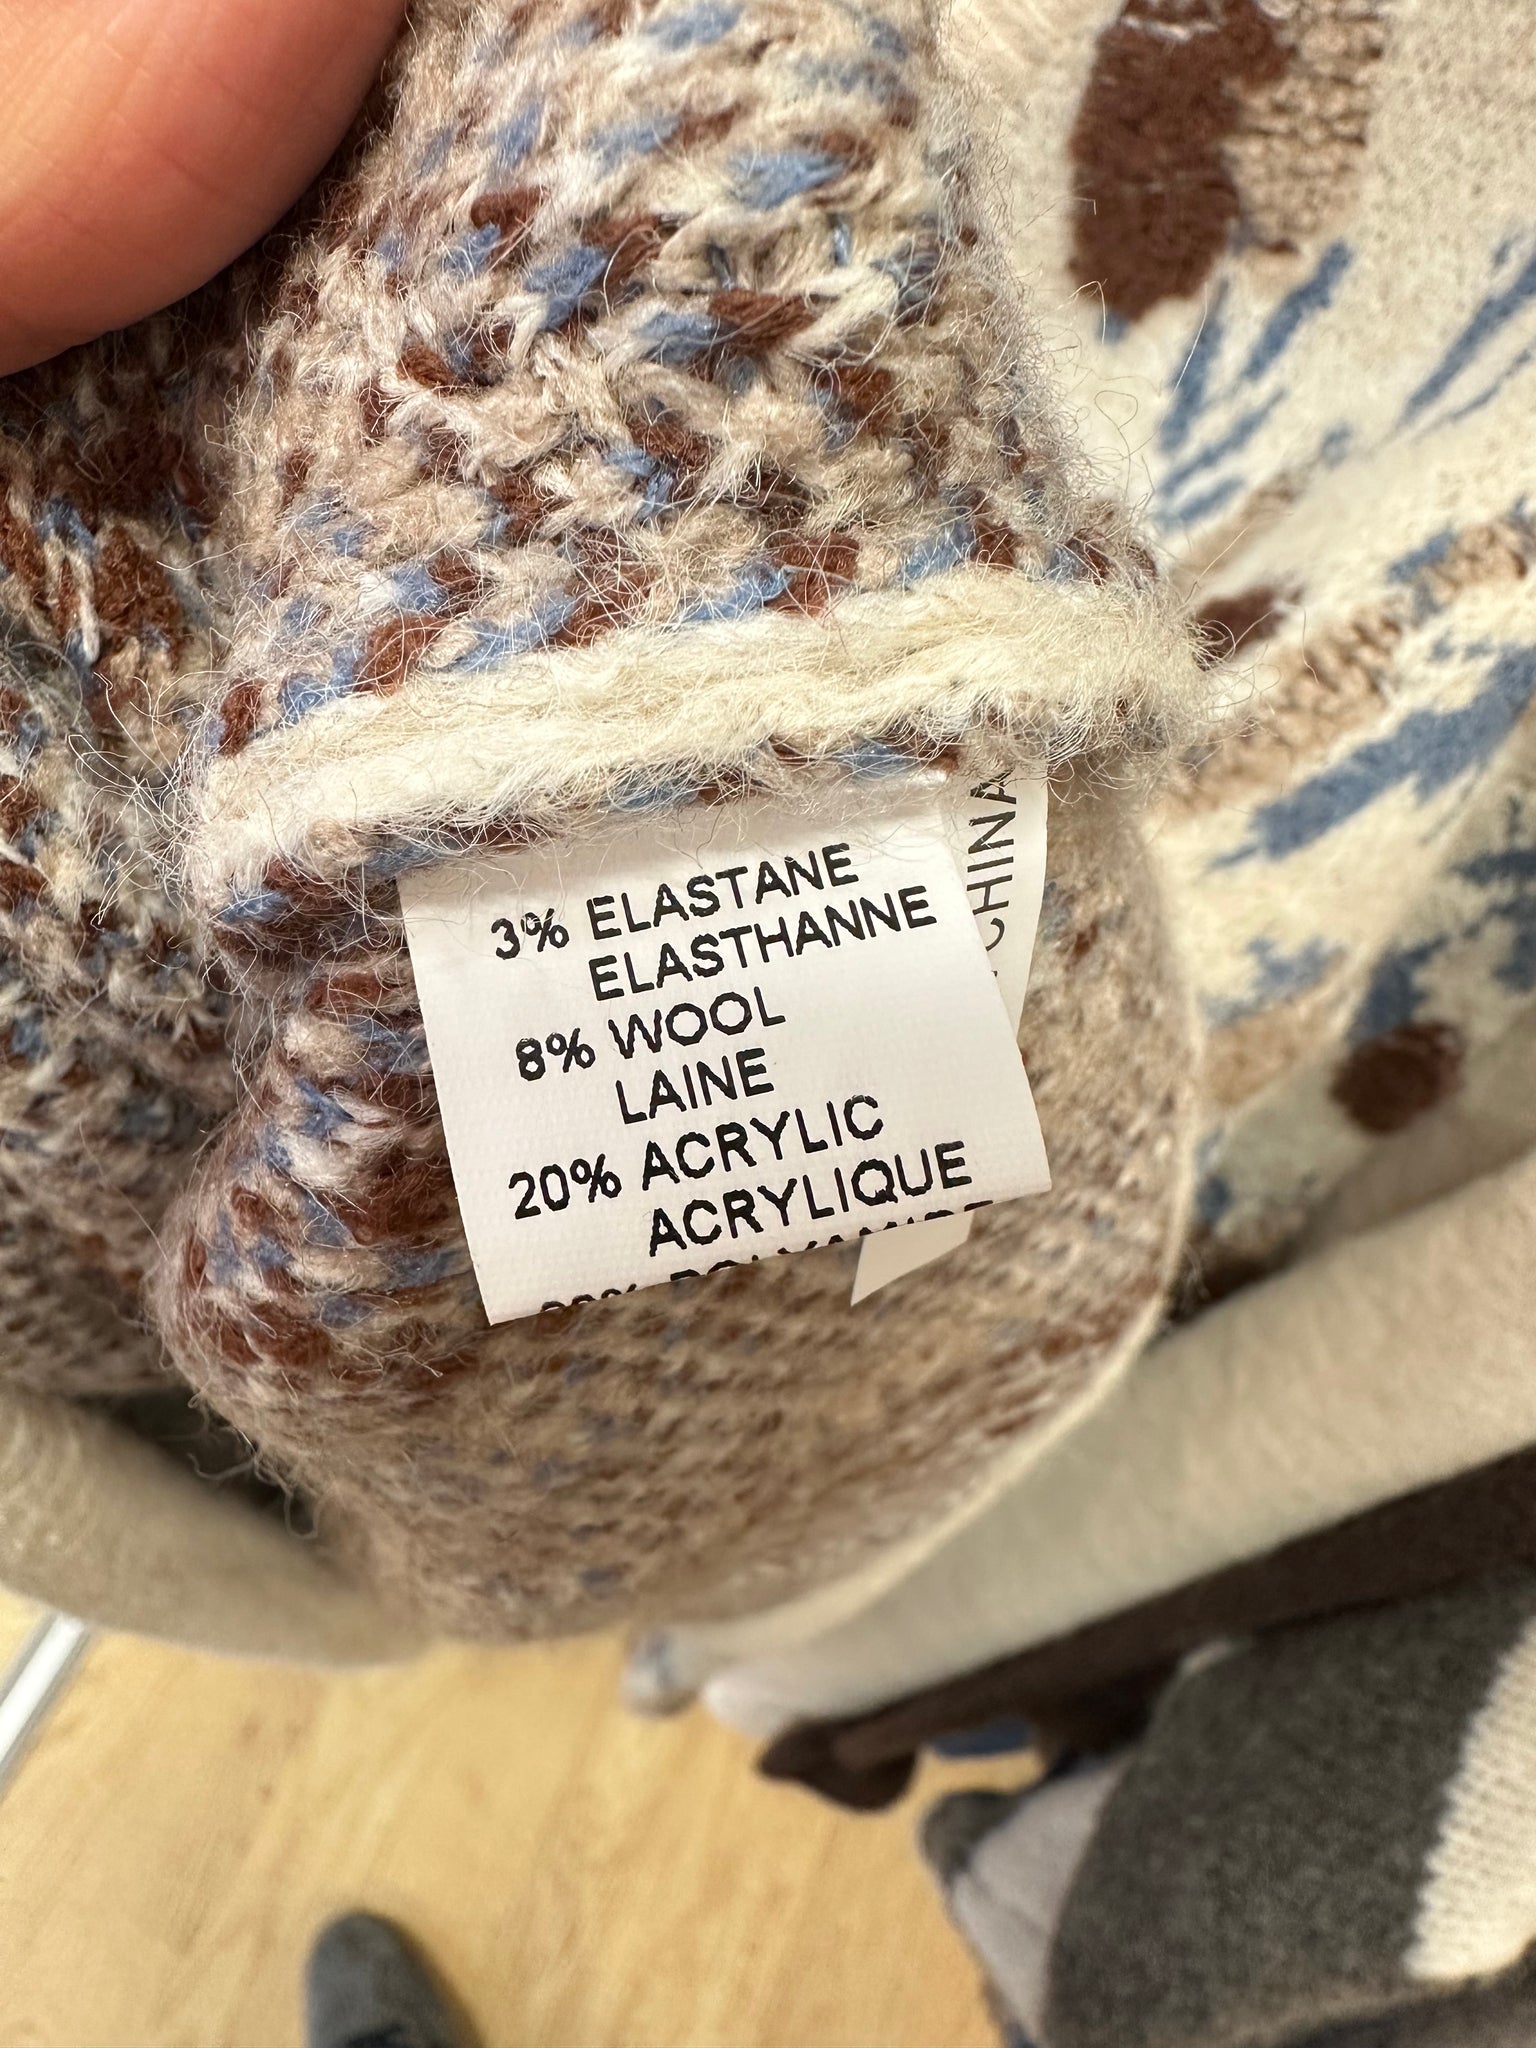 3% ELASTANE
ELASTHANNE
8% WOOL
LAINE
20% ACRYLIC
ACRYLIQUE
CHINA